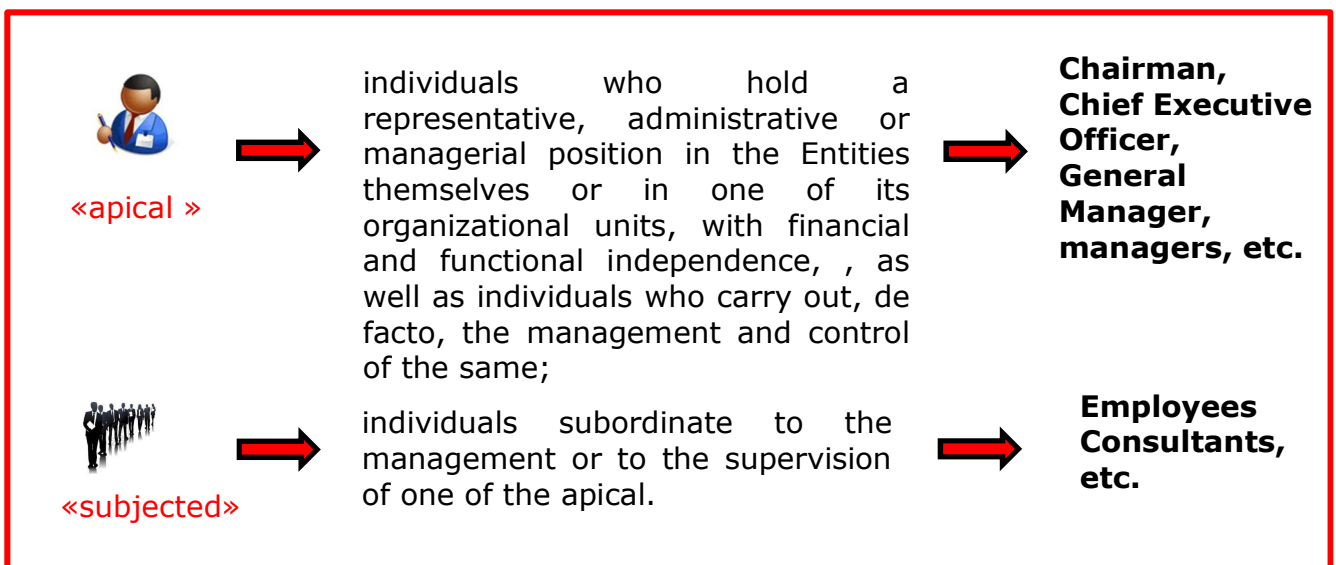 «apical »
individuals who hold a
representative, administrative or
managerial position in the Entities
themselves or in one of its
organizational units, with financial
and functional independence, , as
well as individuals who carry out, de
facto, the management and control
of the same;
Chairman,
Chief Executive
Officer,
General
Manager,
managers, etc.
«subjected»
individuals subordinate to the
management or to the supervision
of one of the apical.
Employees
Consultants,
etc.